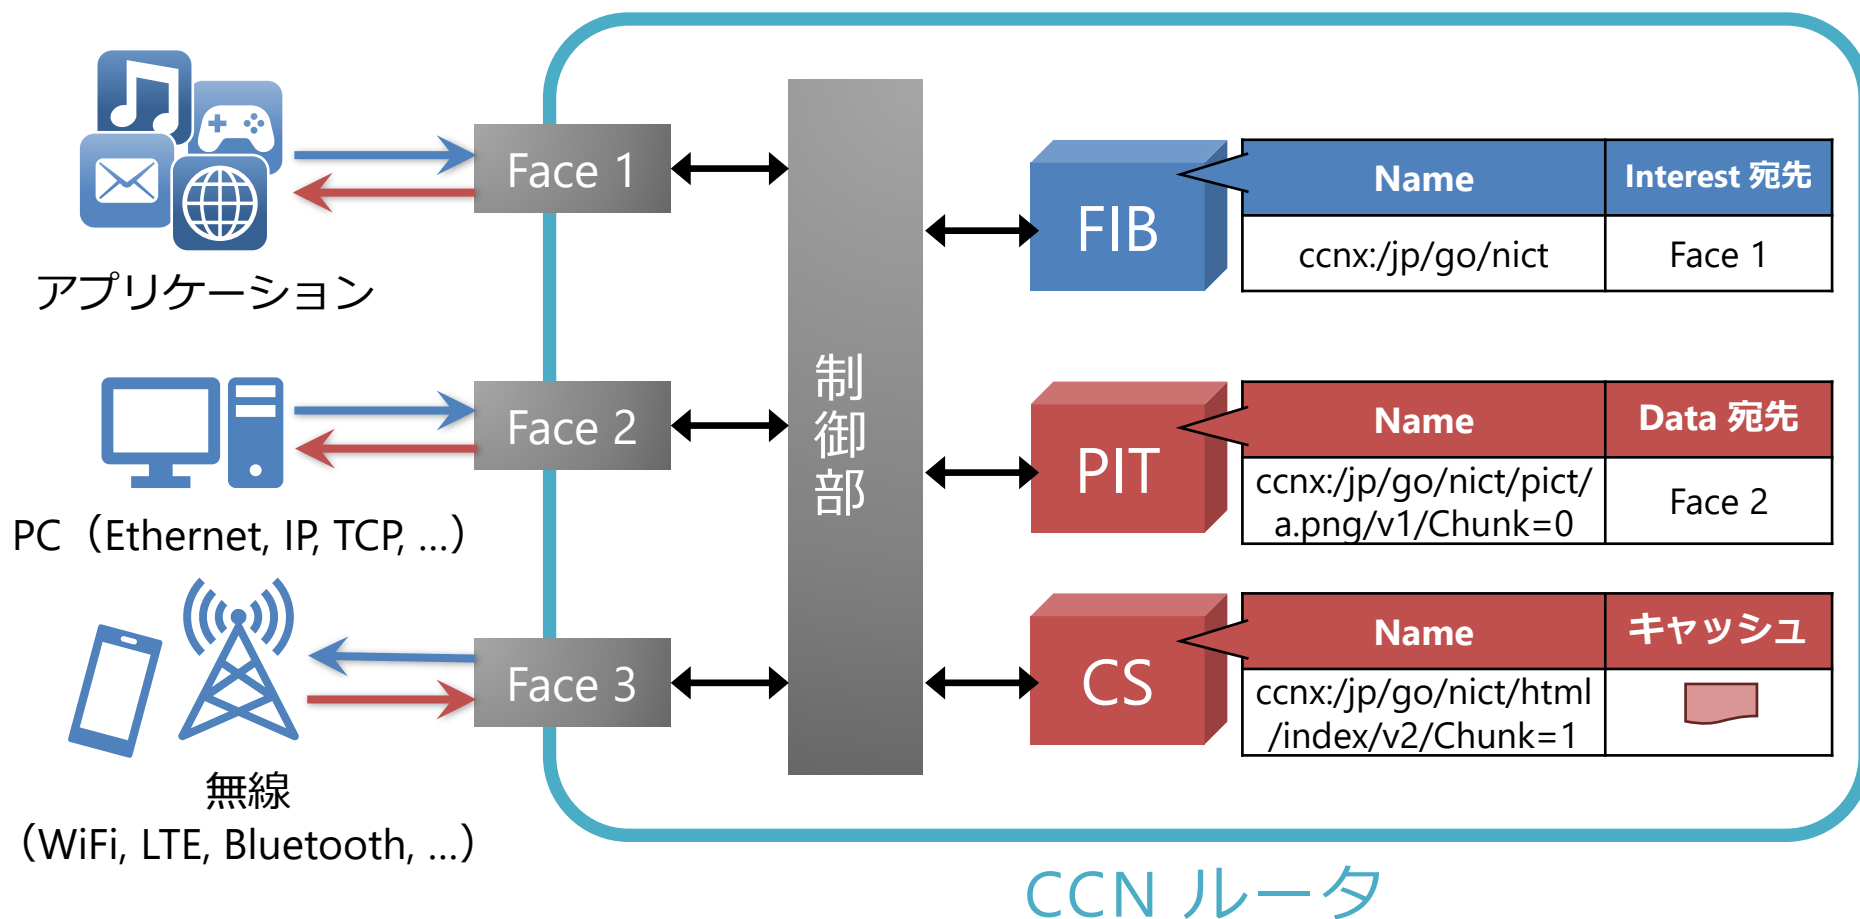 アプリケーション
PC（Ethernet, IP, TCP, ...）
無線
（WiFi, LTE, Bluetooth, ...）
Face 1
Face 2
Face 3
制御部
FIB
Name
Interest 宛先
ccnx:/jp/go/nict
Face 1
PIT
Name
Data 宛先
ccnx:/jp/go/nict/pict/
a.png/v1/Chunk=0
Face 2
CS
Name
キャッシュ
ccnx:/jp/go/nict/html
/index/v2/Chunk=1
CCN ルータ